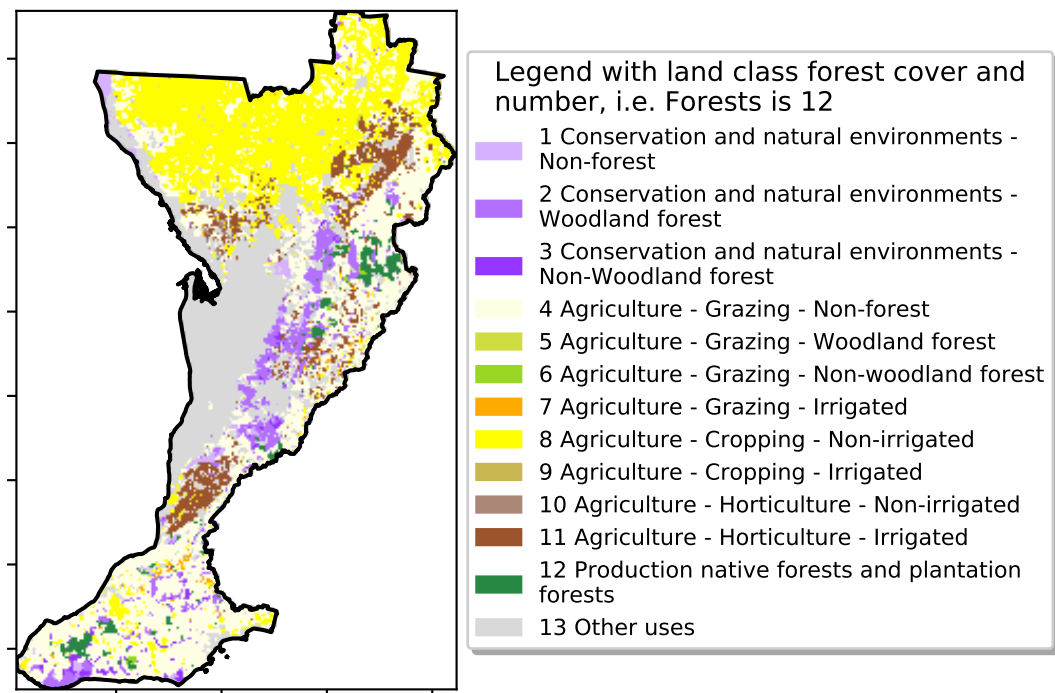 Legend with land class forest cover and
number, i.e. Forests is 12
1 Conservation and natural environments -
Non-forest
2 Conservation and natural environments -
Woodland forest
3 Conservation and natural environments -
Non-Woodland forest
4 Agriculture - Grazing - Non-forest
5 Agriculture - Grazing - Woodland forest
6 Agriculture - Grazing - Non-woodland forest
7 Agriculture - Grazing - Irrigated
8 Agriculture - Cropping - Non-irrigated
9 Agriculture - Cropping - Irrigated
10 Agriculture - Horticulture - Non-irrigated
11 Agriculture - Horticulture - Irrigated
12 Production native forests and plantation
forests
13 Other uses